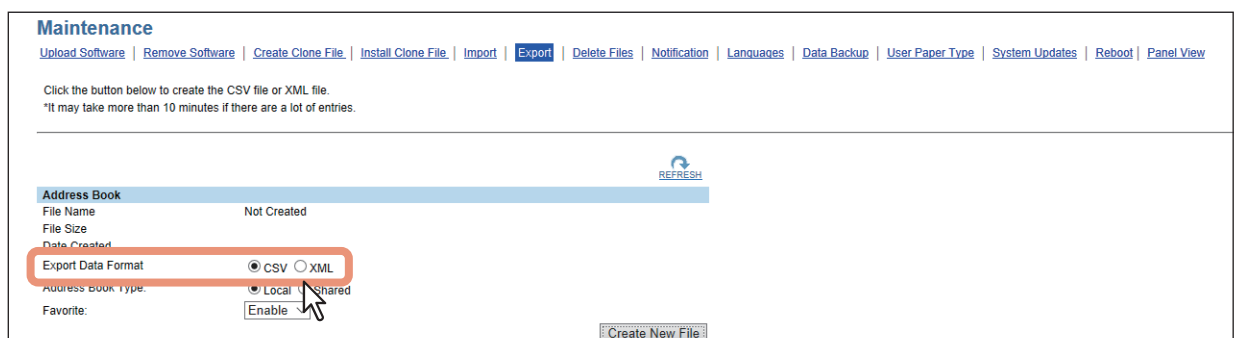 Maintenance
Upload Software | Remove Software | Create Clone File | Install Clone File | Import | Export | Delete Files | Notification | Languages | Data Backup | User Paper Type | System Updates | Reboot | Panel View
Click the button below to create the CSV file or XML file.
*It may take more than 10 minutes if there are a lot of entries.
REFRESH
Address Book
File Name Not Created
File Size
Date Created
Export Data Format CSV XML
Address Book Type: Local Shared
Favorite: Enable
Create New File